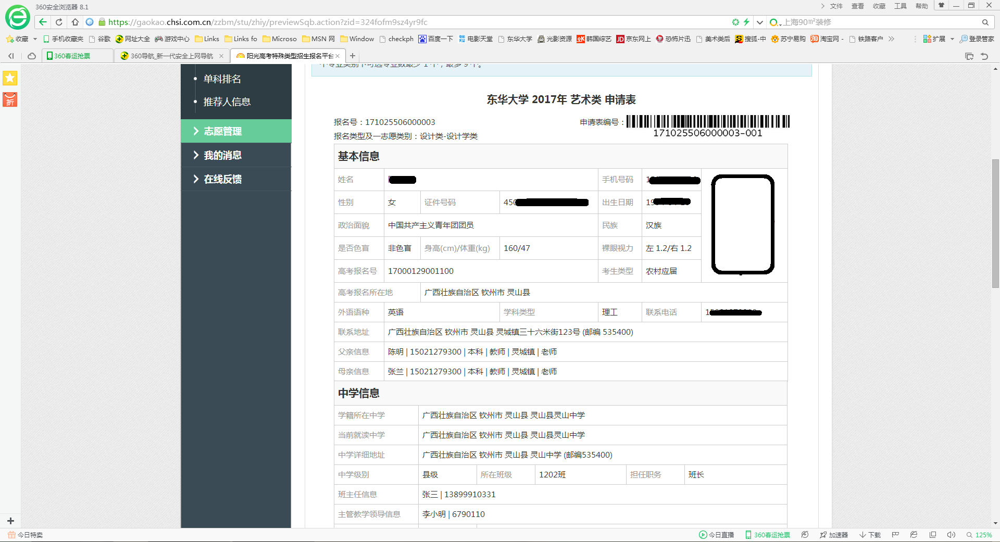 360安全浏览器 8.1
文件 查看 收藏 工具 帮助
https://gaokao.chsi.com.cn/zzbm/stu/zhiy/previewSqb.action?zid=324fofm9sz4yr9fc
上海90㎡装修
收藏 手机收藏夹 谷歌 网址大全 游戏中心 Links Links fo Microso MSN 网 Window checkph 百度一下 电影天堂 东华大学 光影资源 韩国综艺 京东网上 恐怖片迅 美术类后 搜狐-中 苏宁易购 淘宝网 - 铁路客户 扩展 登录管家
360春运抢票 360导航_新一代安全上网导航 阳光高考特殊类型招生报名平台
折
单科排名
推荐人信息
志愿管理
我的消息
在线反馈
个专业类别下可选专业数最少 1 个，最多 9 个。
东华大学 2017年 艺术类 申请表
报名号：171025506000003 申请表编号：
171025506000003-001
报名类型及一志愿类别：设计类-设计学类
基本信息
姓名 手机号码 1
性别 女 证件号码 450 出生日期 19
政治面貌 中国共产主义青年团团员 民族 汉族
是否色盲 非色盲 身高(cm)/体重(kg) 160/47 裸眼视力 左 1.2/右 1.2
高考报名号 17000129001100 考生类型 农村应届
高考报名所在地 广西壮族自治区 钦州市 灵山县
外语语种 英语 学科类型 理工 联系电话 1
联系地址 广西壮族自治区 钦州市 灵山县 灵城镇三十六米街123号 (邮编 535400)
父亲信息 陈明 | 15021279300 | 本科 | 教师 | 灵城镇 | 老师
母亲信息 张兰 | 15021279300 | 本科 | 教师 | 灵城镇 | 老师
中学信息
学籍所在中学 广西壮族自治区 钦州市 灵山县 灵山县灵山中学
当前就读中学 广西壮族自治区 钦州市 灵山县 灵山县灵山中学
中学详细地址 广西壮族自治区 钦州市 灵山县 灵山中学 (邮编535400)
中学级别 县级 所在班级 1202班 担任职务 班长
班主任信息 张三 | 13899910331
主管教学领导信息 李小明 | 6790110
今日特卖 今日直播 360春运抢票 加速器 下载 125%